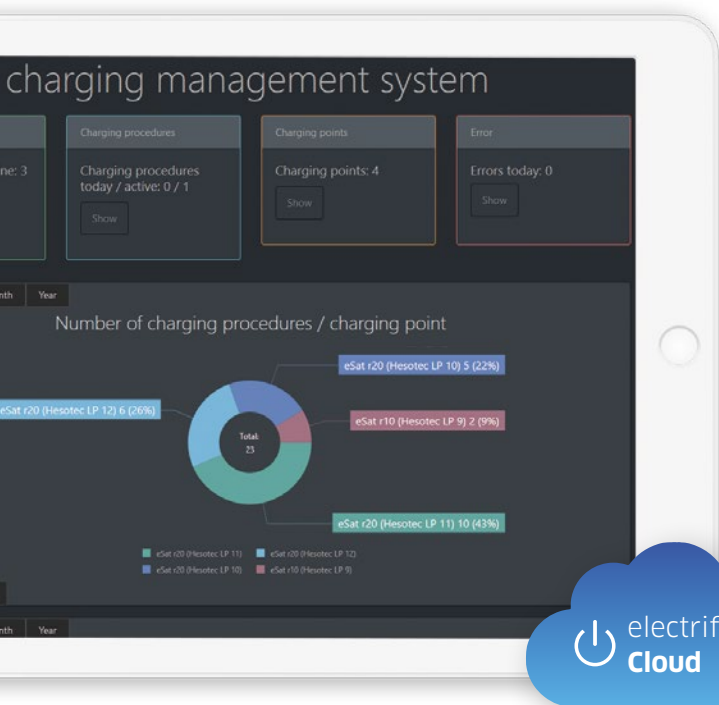 charging management system
ne: 3
Charging procedures
Charging procedures
today / active: 0 / 1
Show
Charging points
Charging points: 4
Show
Error
Errors today: 0
Show
nth Year
Number of charging procedures / charging point
eSat r20 (Hesotec LP 10) 5 (22%)
eSat r20 (Hesotec LP 12) 6 (26%)
eSat r10 (Hesotec LP 9) 2 (9%)
Total:
23
eSat r20 (Hesotec LP 11) 10 (43%)
eSat r20 (Hesotec LP 11) eSat r20 (Hesotec LP 12)
eSat r20 (Hesotec LP 10) eSat r10 (Hesotec LP 9)
nth Year
electrif
Cloud